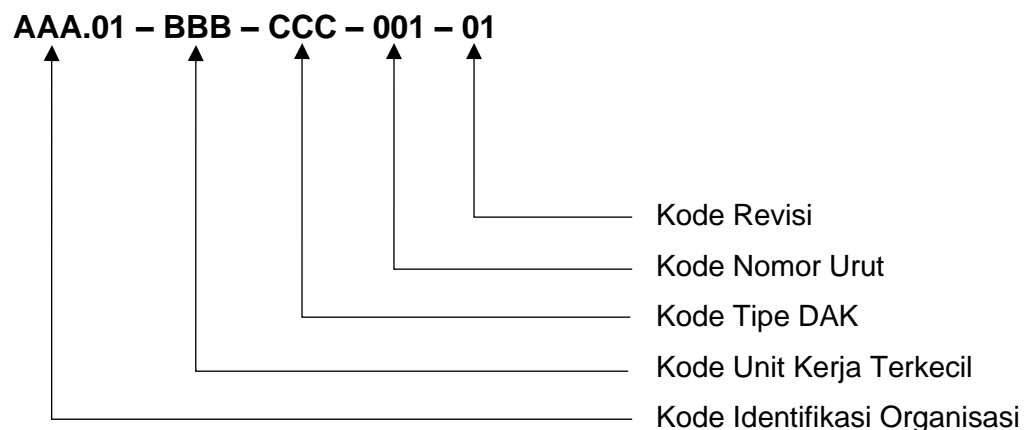 AAA.01 – BBB – CCC – 001 – 01
Kode Revisi
Kode Nomor Urut
Kode Tipe DAK
Kode Unit Kerja Terkecil
Kode Identifikasi Organisasi